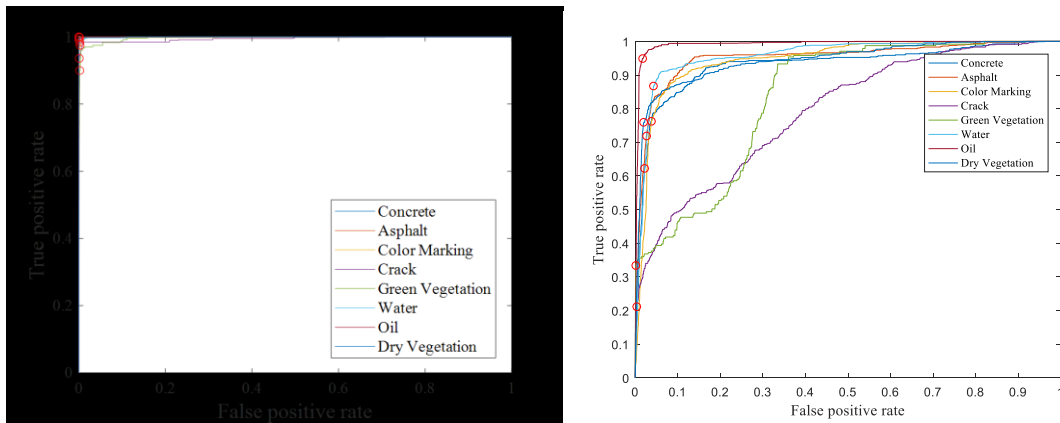 1
0.8
0.6
0.4
0.2
0
0
0.2
0.4
0.6
0.8
1
True positive rate
False positive rate
Concrete
Asphalt
Color Marking
Crack
Green Vegetation
Water
Oil
Dry Vegetation
1
0.9
0.8
0.7
0.6
0.5
0.4
0.3
0.2
0.1
0
0
0.1
0.2
0.3
0.4
0.5
0.6
0.7
0.8
0.9
1
True positive rate
False positive rate
Concrete
Asphalt
Color Marking
Crack
Green Vegetation
Water
Oil
Dry Vegetation